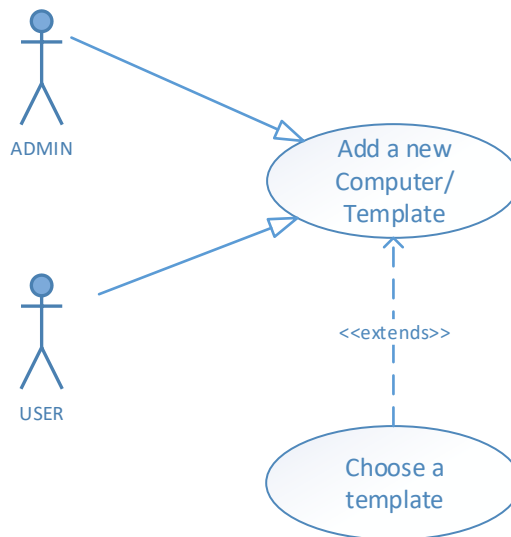 ADMIN
Add a new
Computer/
Template
<<extends>>
USER
Choose a
template